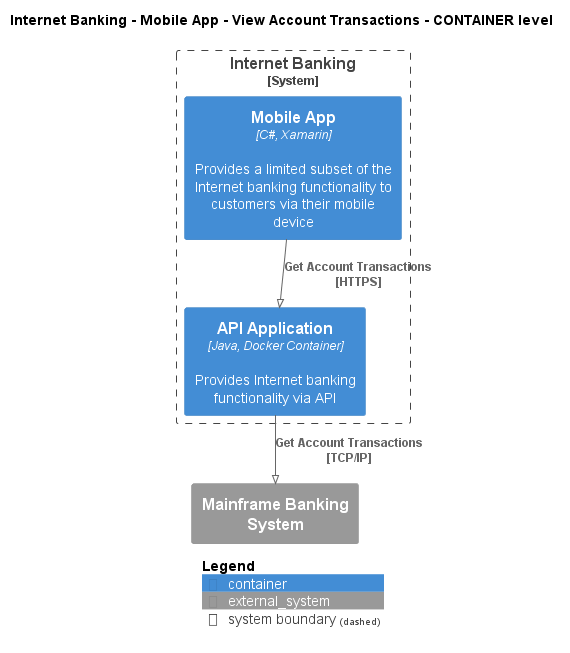 Internet Banking - Mobile App - View Account Transactions - CONTAINER level
Internet Banking
[System]
Mobile App
[C#, Xamarin]
Provides a limited subset of the
Internet banking functionality to
customers via their mobile
device
Get Account Transactions
[HTTPS]
API Application
[Java, Docker Container]
Provides Internet banking
functionality via API
Get Account Transactions
[TCP/IP]
Mainframe Banking
System
Legend
container
external_system
system boundary (dashed)